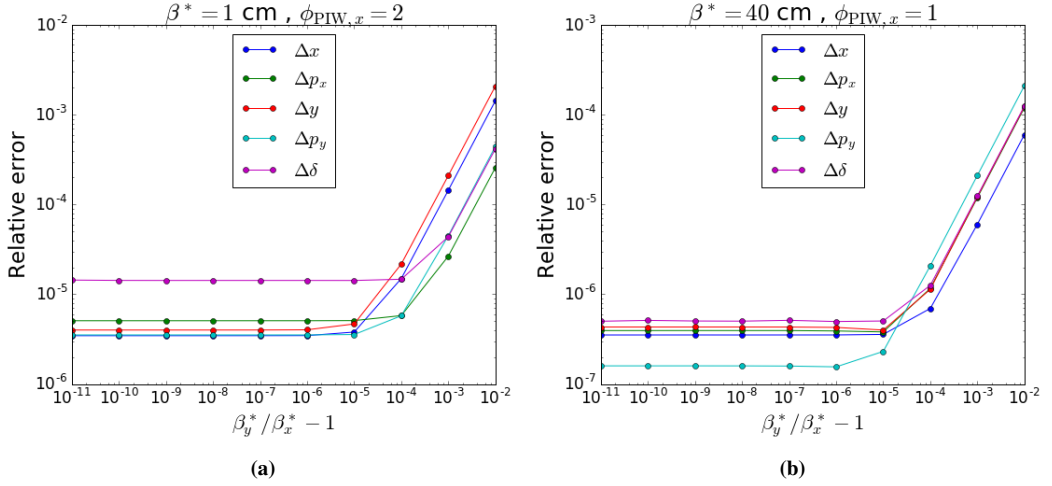 β* = 1 cm , ϕ_PIW, x = 2
10^-2
10^-3
10^-4
10^-5
10^-6
Relative error
Δx
Δp_x
Δy
Δp_y
Δδ
10^-11 10^-10 10^-9 10^-8 10^-7 10^-6 10^-5 10^-4 10^-3 10^-2
β_y^*/β_x^* − 1
(a)
β* = 40 cm , ϕ_PIW, x = 1
10^-3
10^-4
10^-5
10^-6
10^-7
Relative error
Δx
Δp_x
Δy
Δp_y
Δδ
10^-11 10^-10 10^-9 10^-8 10^-7 10^-6 10^-5 10^-4 10^-3 10^-2
β_y^*/β_x^* − 1
(b)